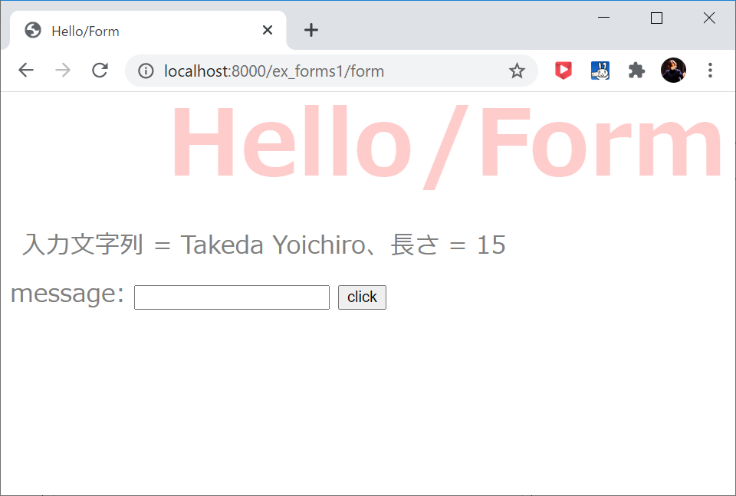 Hello/Form
localhost:8000/ex_forms1/form
Hello/Form
入力文字列 = Takeda Yoichiro、長さ = 15
message: click